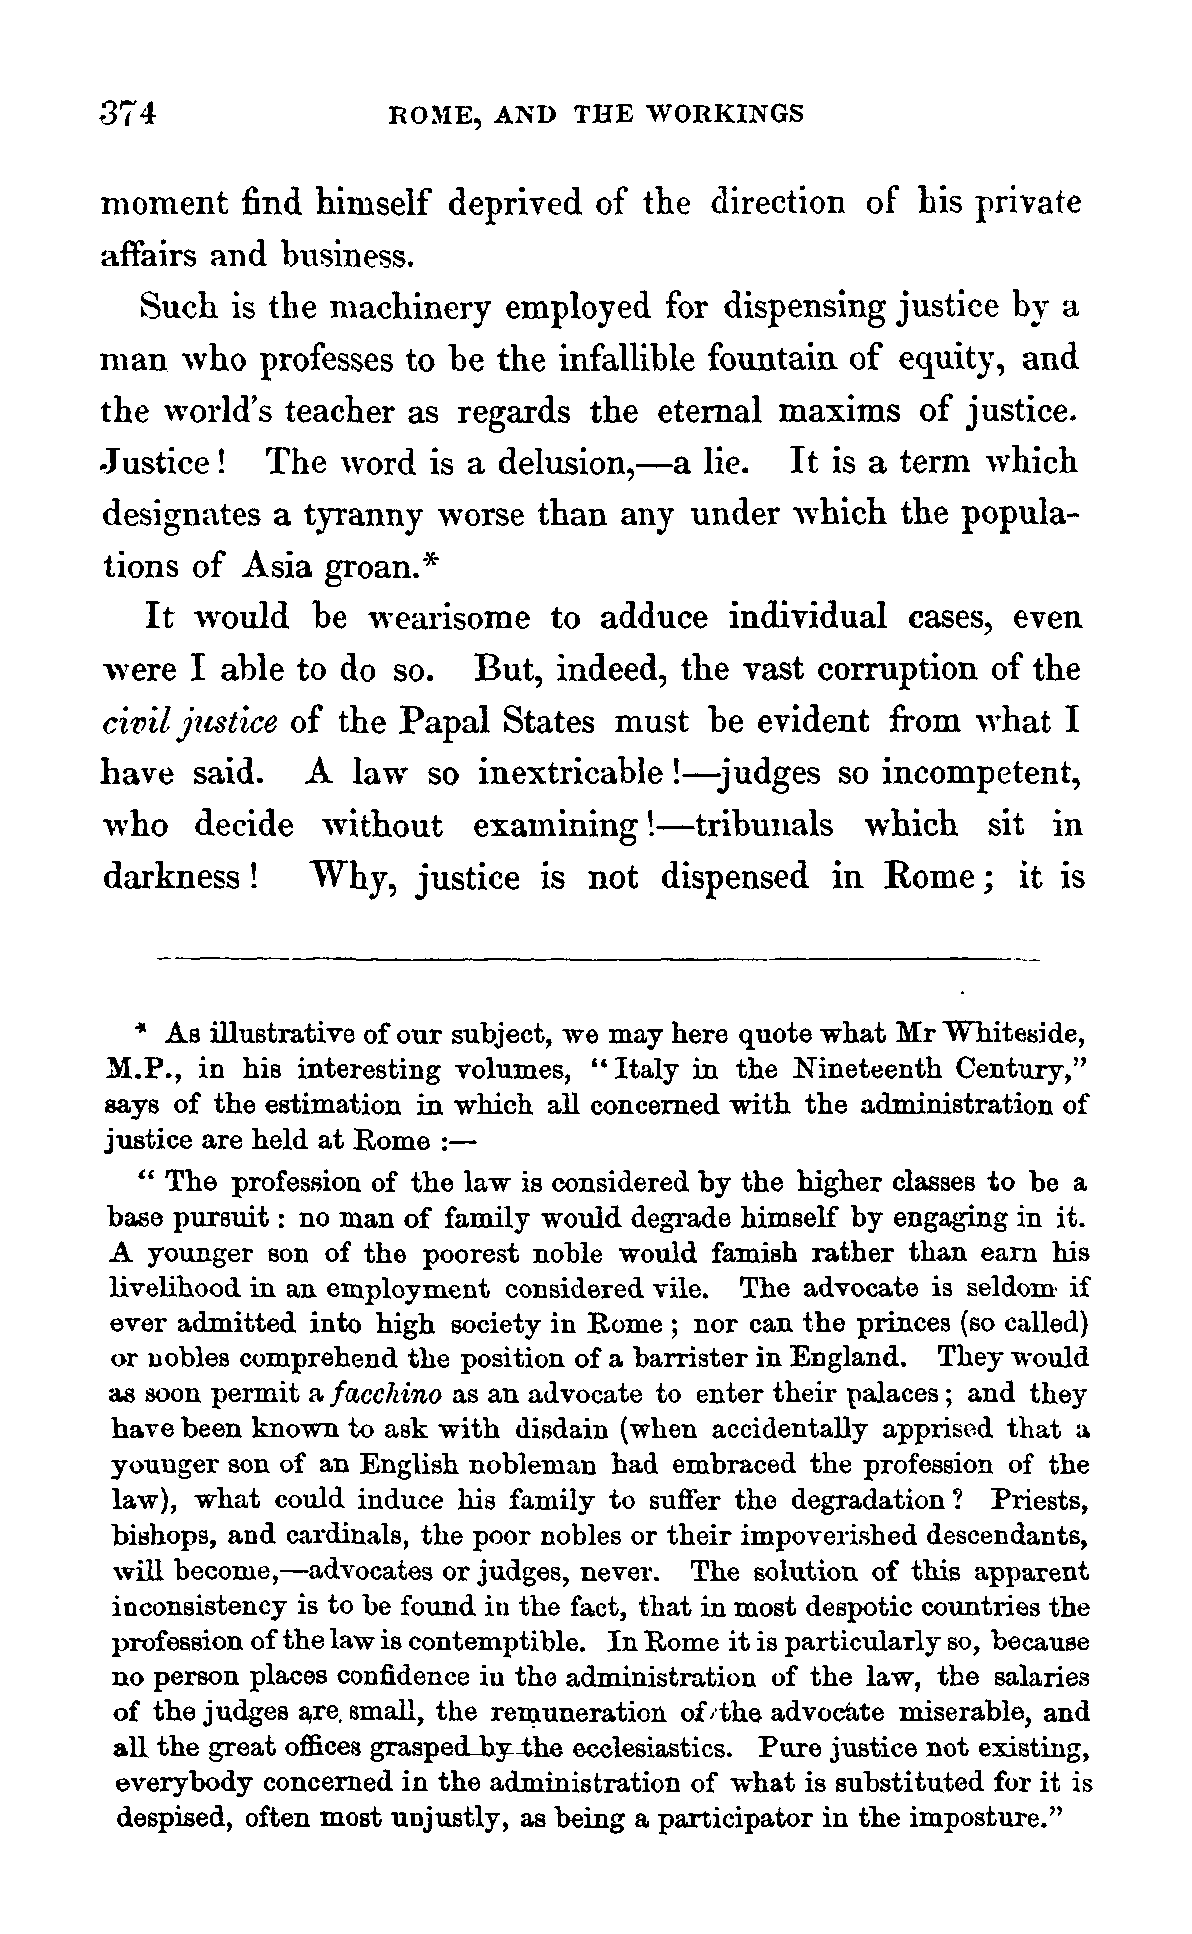 374 ROME, AND THE WORKINGS
moment find himself deprived of the direction of his private
affairs and business.
Such is the machinery employed for dispensing justice by a
man who professes to be the infallible fountain of equity, and
the world's teacher as regards the eternal maxims of justice.
Justice! The word is a delusion,—a lie. It is a term which
designates a tyranny worse than any under which the popula-
tions of Asia groan.*
It would be wearisome to adduce individual cases, even
were I able to do so. But, indeed, the vast corruption of the
civil justice of the Papal States must be evident from what I
have said. A law so inextricable!—judges so incompetent,
who decide without examining!—tribunals which sit in
darkness! Why, justice is not dispensed in Rome; it is
* As illustrative of our subject, we may here quote what Mr Whiteside,
M.P., in his interesting volumes, "Italy in the Nineteenth Century,"
says of the estimation in which all concerned with the administration of
justice are held at Rome :—
"The profession of the law is considered by the higher classes to be a
base pursuit: no man of family would degrade himself by engaging in it.
A younger son of the poorest noble would famish rather than earn his
livelihood in an employment considered vile. The advocate is seldom if
ever admitted into high society in Rome; nor can the princes (so called)
or nobles comprehend the position of a barrister in England. They would
as soon permit a facchino as an advocate to enter their palaces; and they
have been known to ask with disdain (when accidentally apprised that a
younger son of an English nobleman had embraced the profession of the
law), what could induce his family to suffer the degradation? Priests,
bishops, and cardinals, the poor nobles or their impoverished descendants,
will become,—advocates or judges, never. The solution of this apparent
inconsistency is to be found in the fact, that in most despotic countries the
profession of the law is contemptible. In Rome it is particularly so, because
no person places confidence in the administration of the law, the salaries
of the judges are small, the remuneration of the advocate miserable, and
all the great offices grasped by the ecclesiastics. Pure justice not existing,
everybody concerned in the administration of what is substituted for it is
despised, often most unjustly, as being a participator in the imposture."